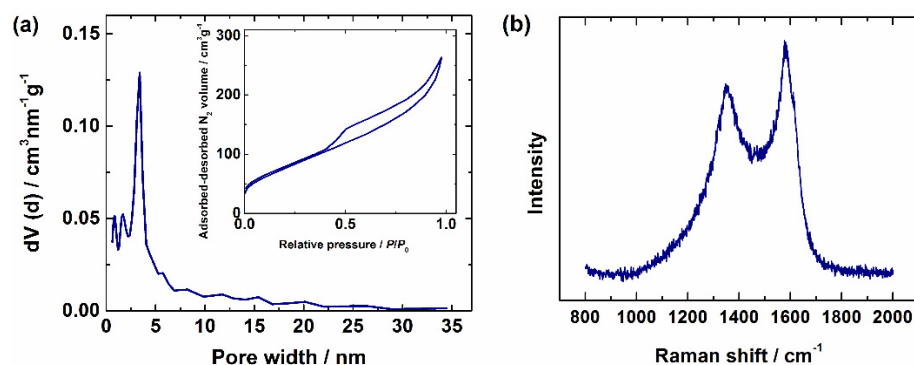 (a)
dV (d) / cm³nm⁻¹g⁻¹
0.15
0.10
0.05
0.00
0 5 10 15 20 25 30 35
Pore width / nm
Adsorbed-desorbed N₂ volume / cm³g⁻¹
300
200
100
0
0.0 0.5 1.0
Relative pressure / P/P₀
(b)
Intensity
800 1000 1200 1400 1600 1800 2000
Raman shift / cm⁻¹